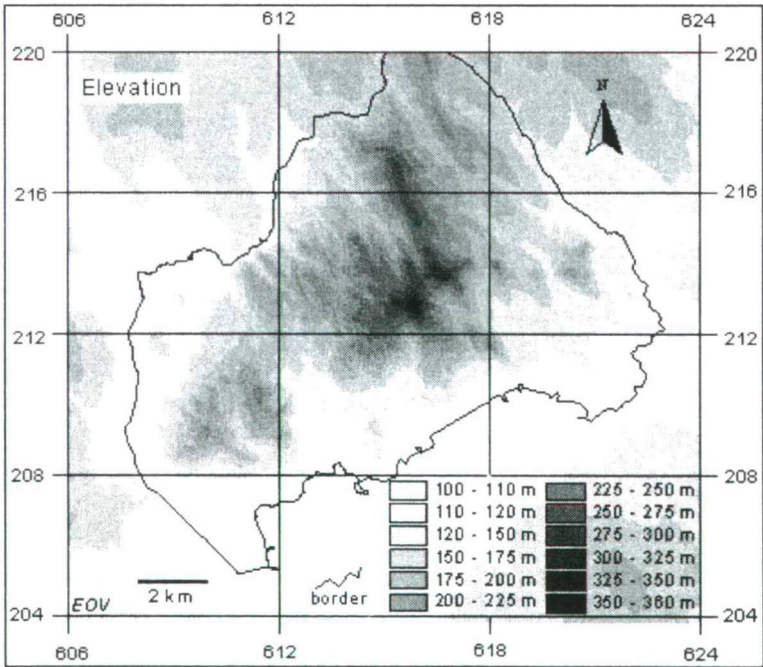 606 612 618 624
220 220
Elevation
N
216 216
212 212
208 208
100 - 110 m 225 - 250 m
110 - 120 m 250 - 275 m
120 - 150 m 275 - 300 m
150 - 175 m 300 - 325 m
175 - 200 m 325 - 350 m
200 - 225 m 350 - 360 m
2 km
border
EOV
204 204
606 612 618 624